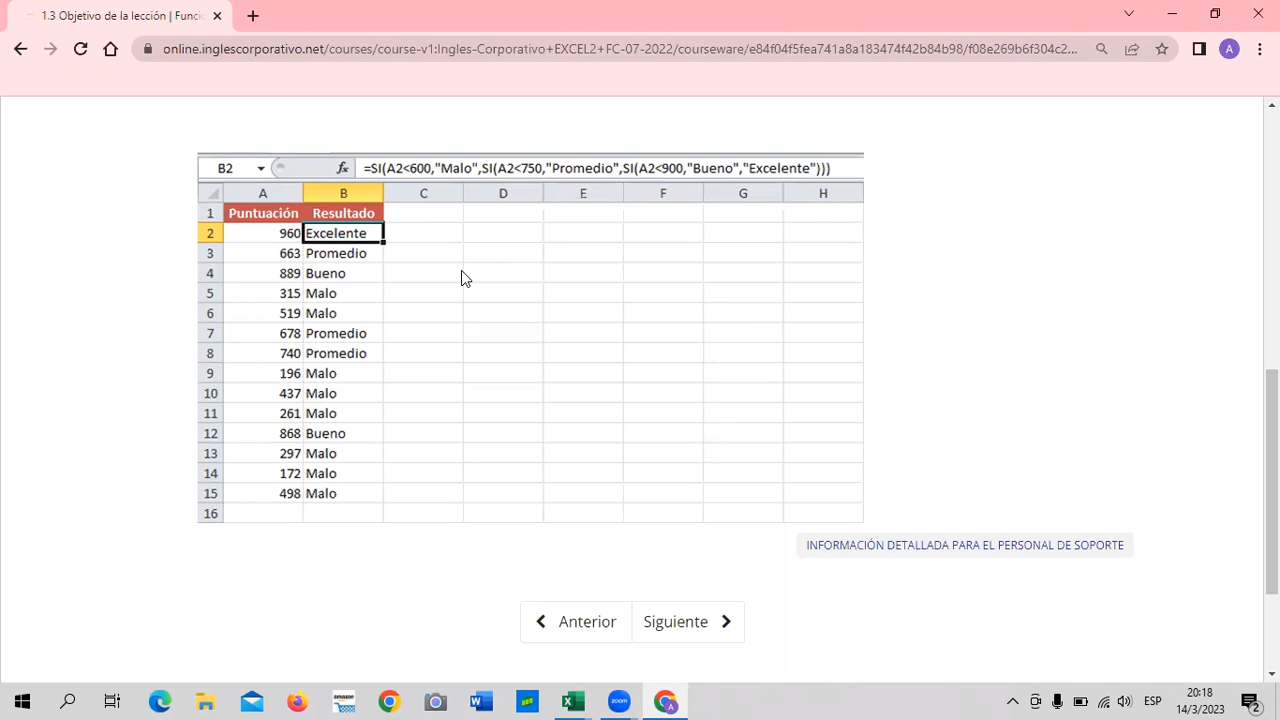 1.3 Objetivo de la lección | Funci
online.inglescorporativo.net/courses/course-v1:Ingles-Corporativo+EXCEL2+FC-07-2022/courseware/e84f04f5fea741a8a183474f42b84b98/f08e269b6f304c2...
A
B2 fx =SI(A2<600,"Malo",SI(A2<750,"Promedio",SI(A2<900,"Bueno","Excelente")))
A B C D E F G H
1 Puntuación Resultado
2 960 Excelente
3 663 Promedio
4 889 Bueno
5 315 Malo
6 519 Malo
7 678 Promedio
8 740 Promedio
9 196 Malo
10 437 Malo
11 261 Malo
12 868 Bueno
13 297 Malo
14 172 Malo
15 498 Malo
16
INFORMACIÓN DETALLADA PARA EL PERSONAL DE SOPORTE
Anterior Siguiente
amazon zoom ESP 20:18
14/3/2023 2